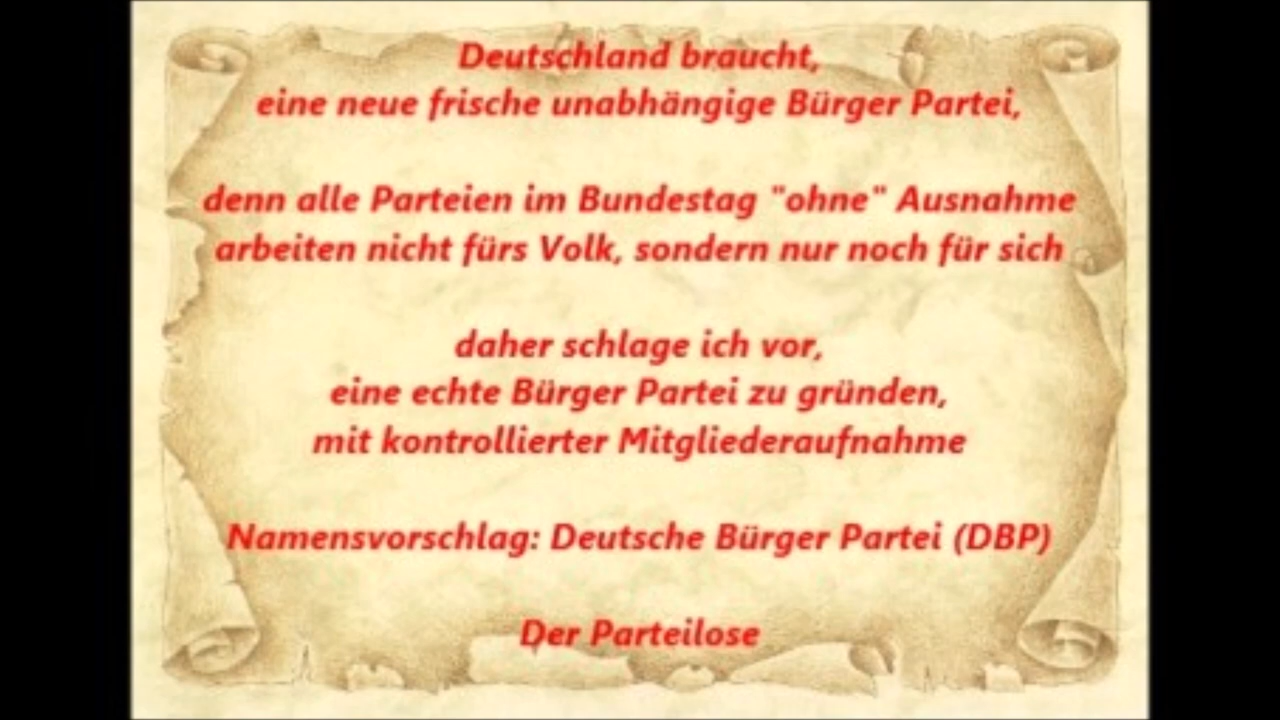 Deutschland braucht,
eine neue frische unabhängige Bürger Partei,
denn alle Parteien im Bundestag "ohne" Ausnahme
arbeiten nicht fürs Volk, sondern nur noch für sich
daher schlage ich vor,
eine echte Bürger Partei zu gründen,
mit kontrollierter Mitgliederaufnahme
Namensvorschlag: Deutsche Bürger Partei (DBP)
Der Parteilose